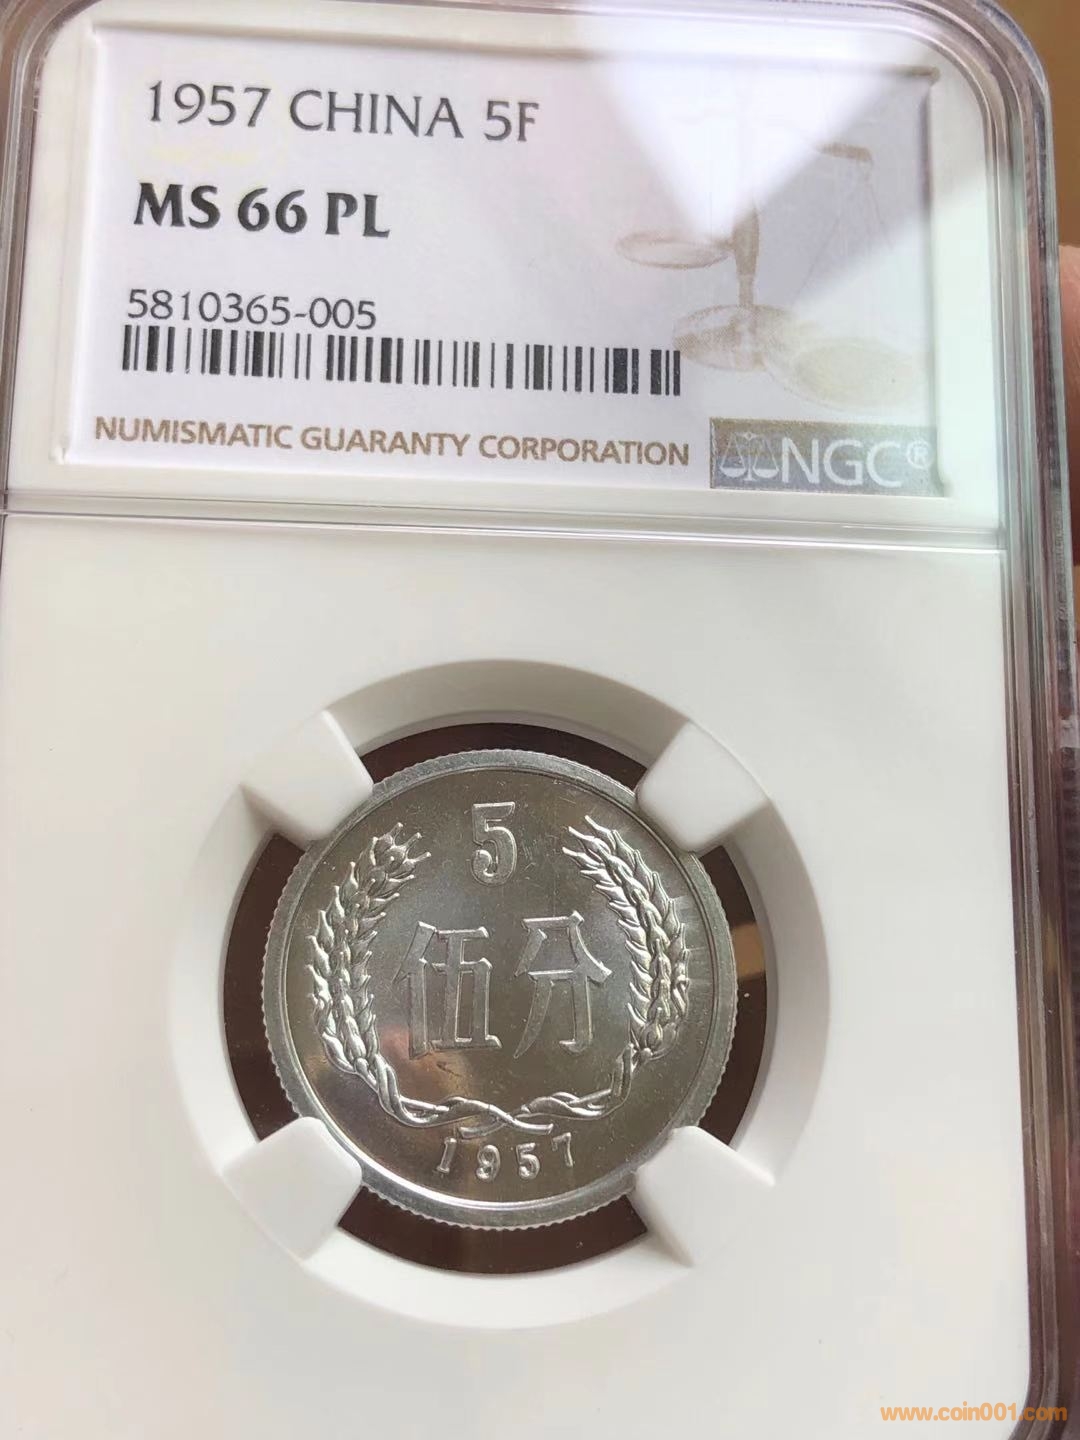 1957 CHINA 5F
MS 66 PL
5810365-005
NUMISMATIC GUARANTY CORPORATION
NGC®
5
伍分
1957
www.coin001.com